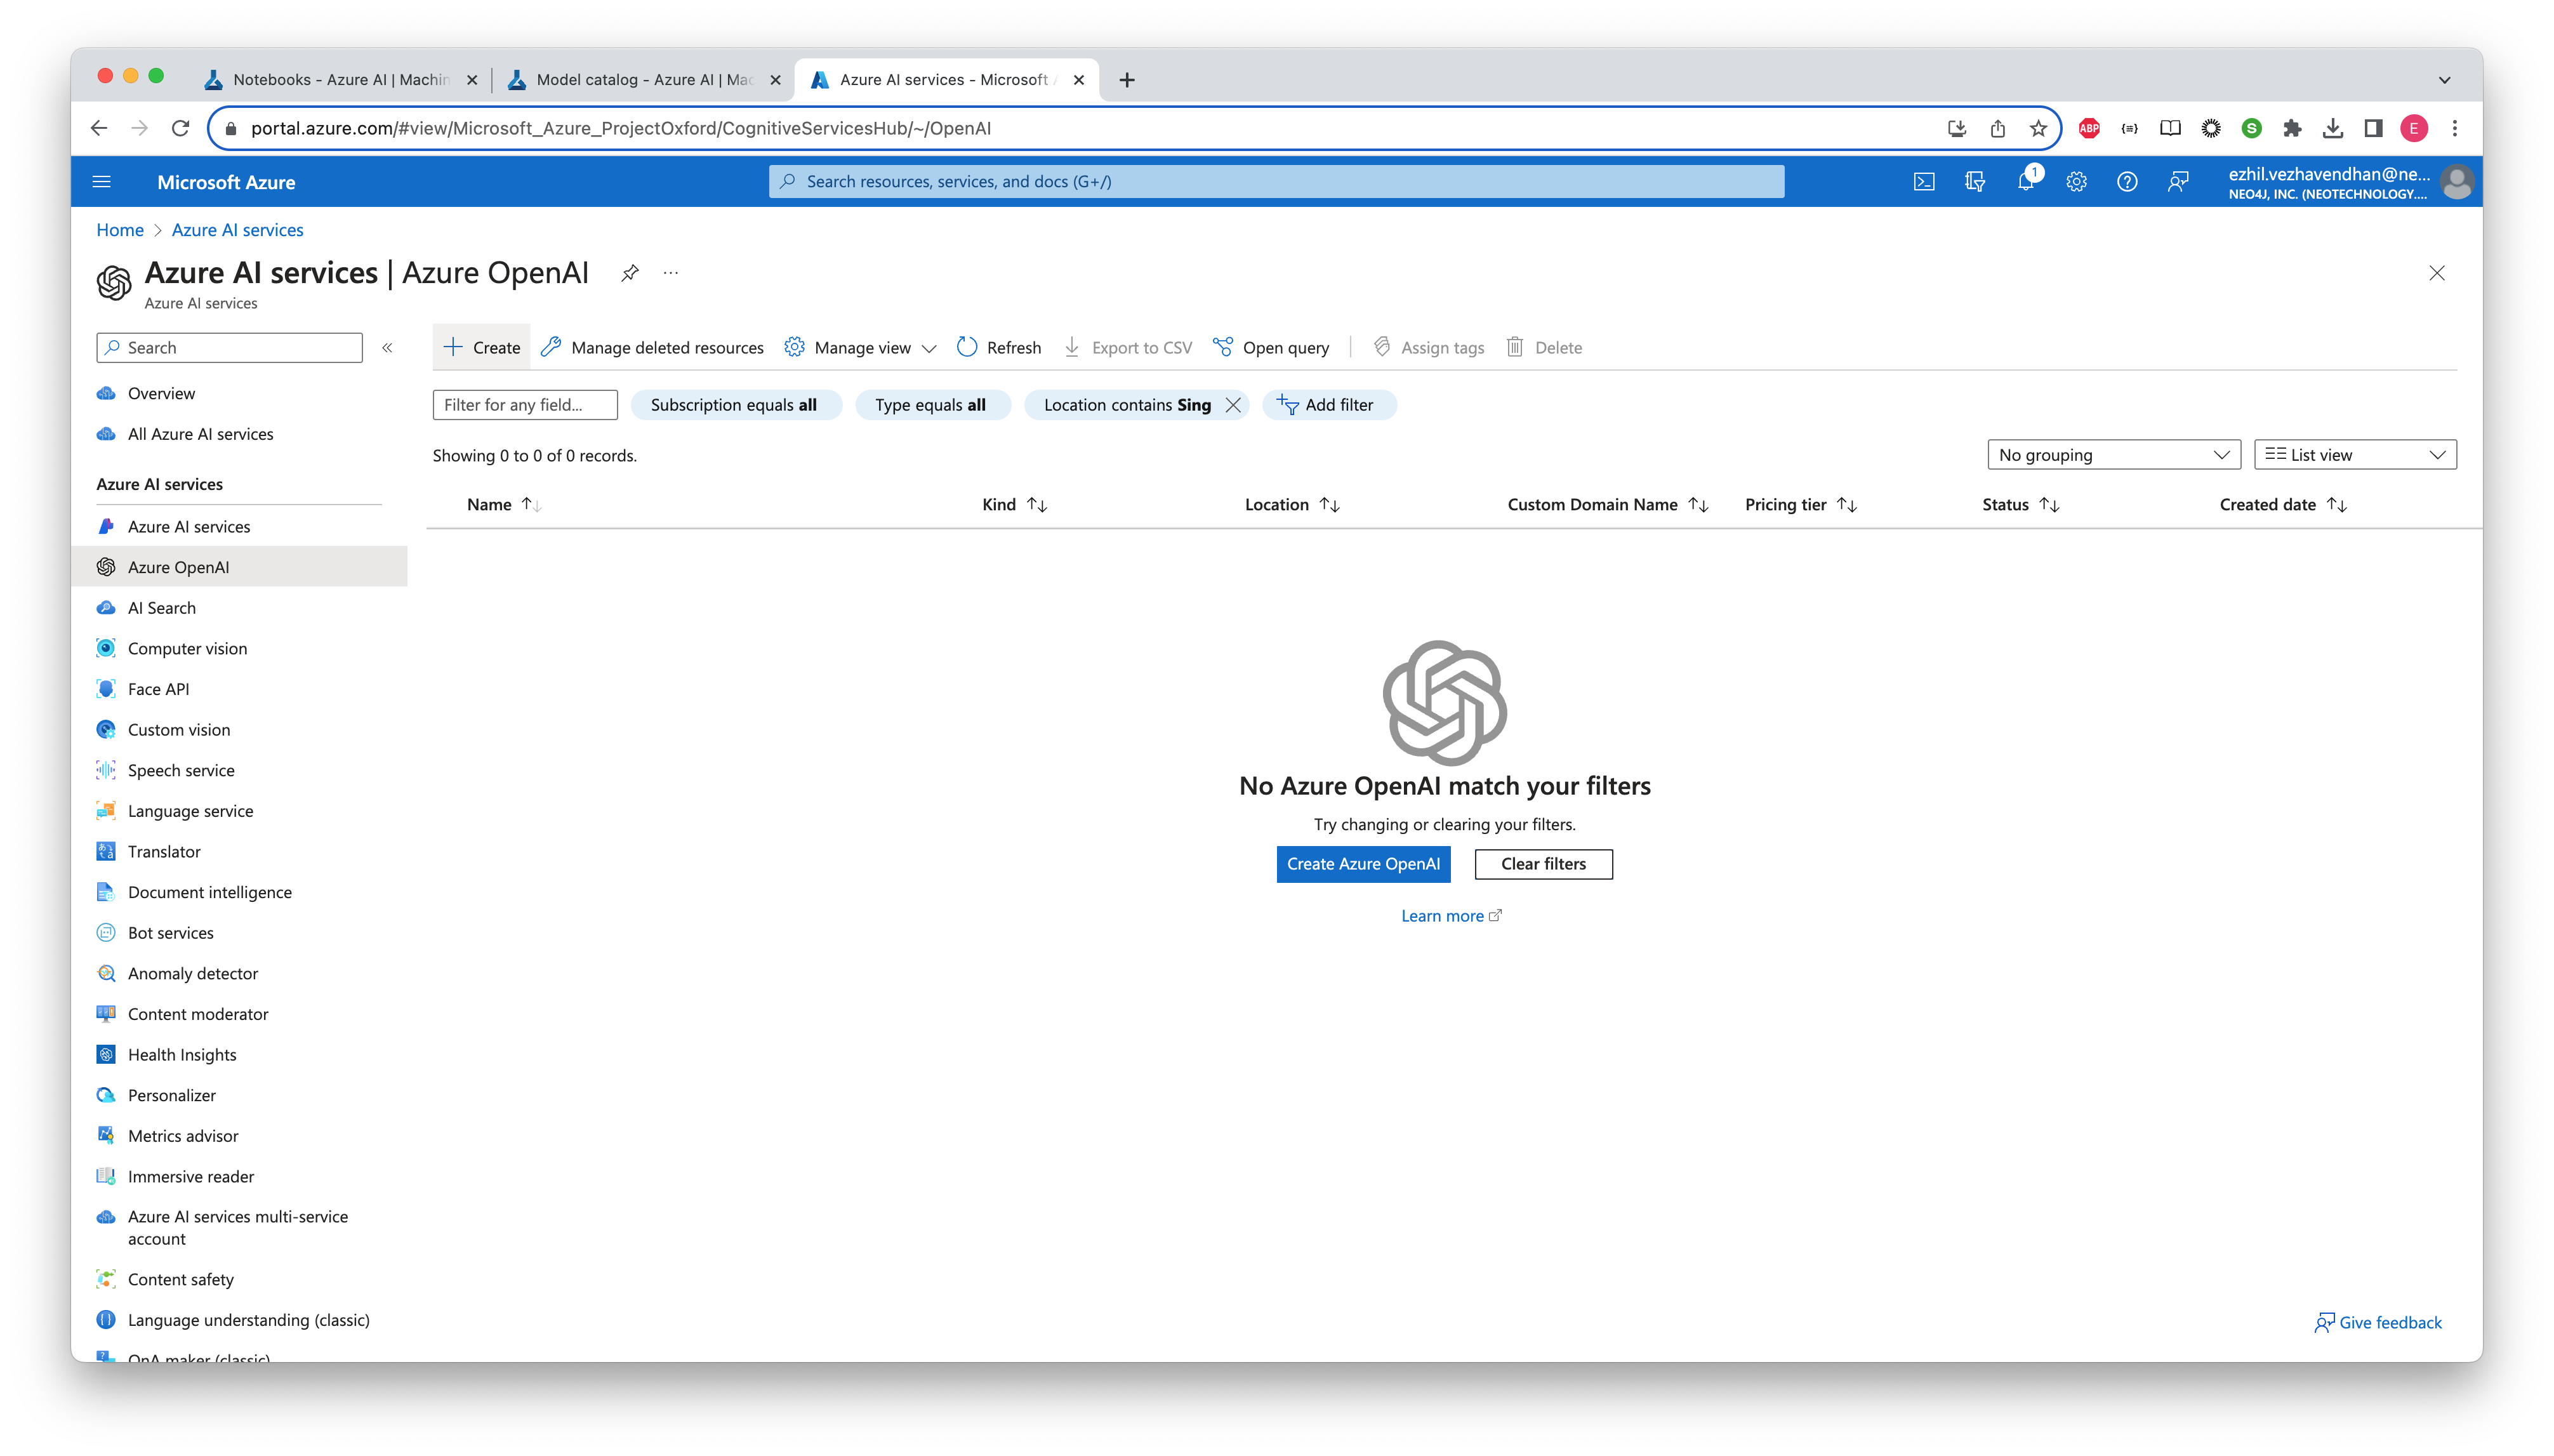 Notebooks - Azure AI | Machin
Model catalog - Azure AI | Mac
Azure AI services - Microsoft A
portal.azure.com/#view/Microsoft_Azure_ProjectOxford/CognitiveServicesHub/~/OpenAI
ABP
S
E
Microsoft Azure
Search resources, services, and docs (G+/)
1
ezhil.vezhavendhan@ne...
NEO4J, INC. (NEOTECHNOLOGY....
Home > Azure AI services
Azure AI services | Azure OpenAI
Azure AI services
Search
Create
Manage deleted resources
Manage view
Refresh
Export to CSV
Open query
Assign tags
Delete
Filter for any field...
Subscription equals all
Type equals all
Location contains Sing
Add filter
Showing 0 to 0 of 0 records.
No grouping
List view
Name
Kind
Location
Custom Domain Name
Pricing tier
Status
Created date
Overview
All Azure AI services
Azure AI services
Azure AI services
Azure OpenAI
AI Search
Computer vision
Face API
Custom vision
Speech service
Language service
Translator
Document intelligence
Bot services
Anomaly detector
Content moderator
Health Insights
Personalizer
Metrics advisor
Immersive reader
Azure AI services multi-service
account
Content safety
Language understanding (classic)
QnA maker (classic)
No Azure OpenAI match your filters
Try changing or clearing your filters.
Create Azure OpenAI
Clear filters
Learn more
Give feedback